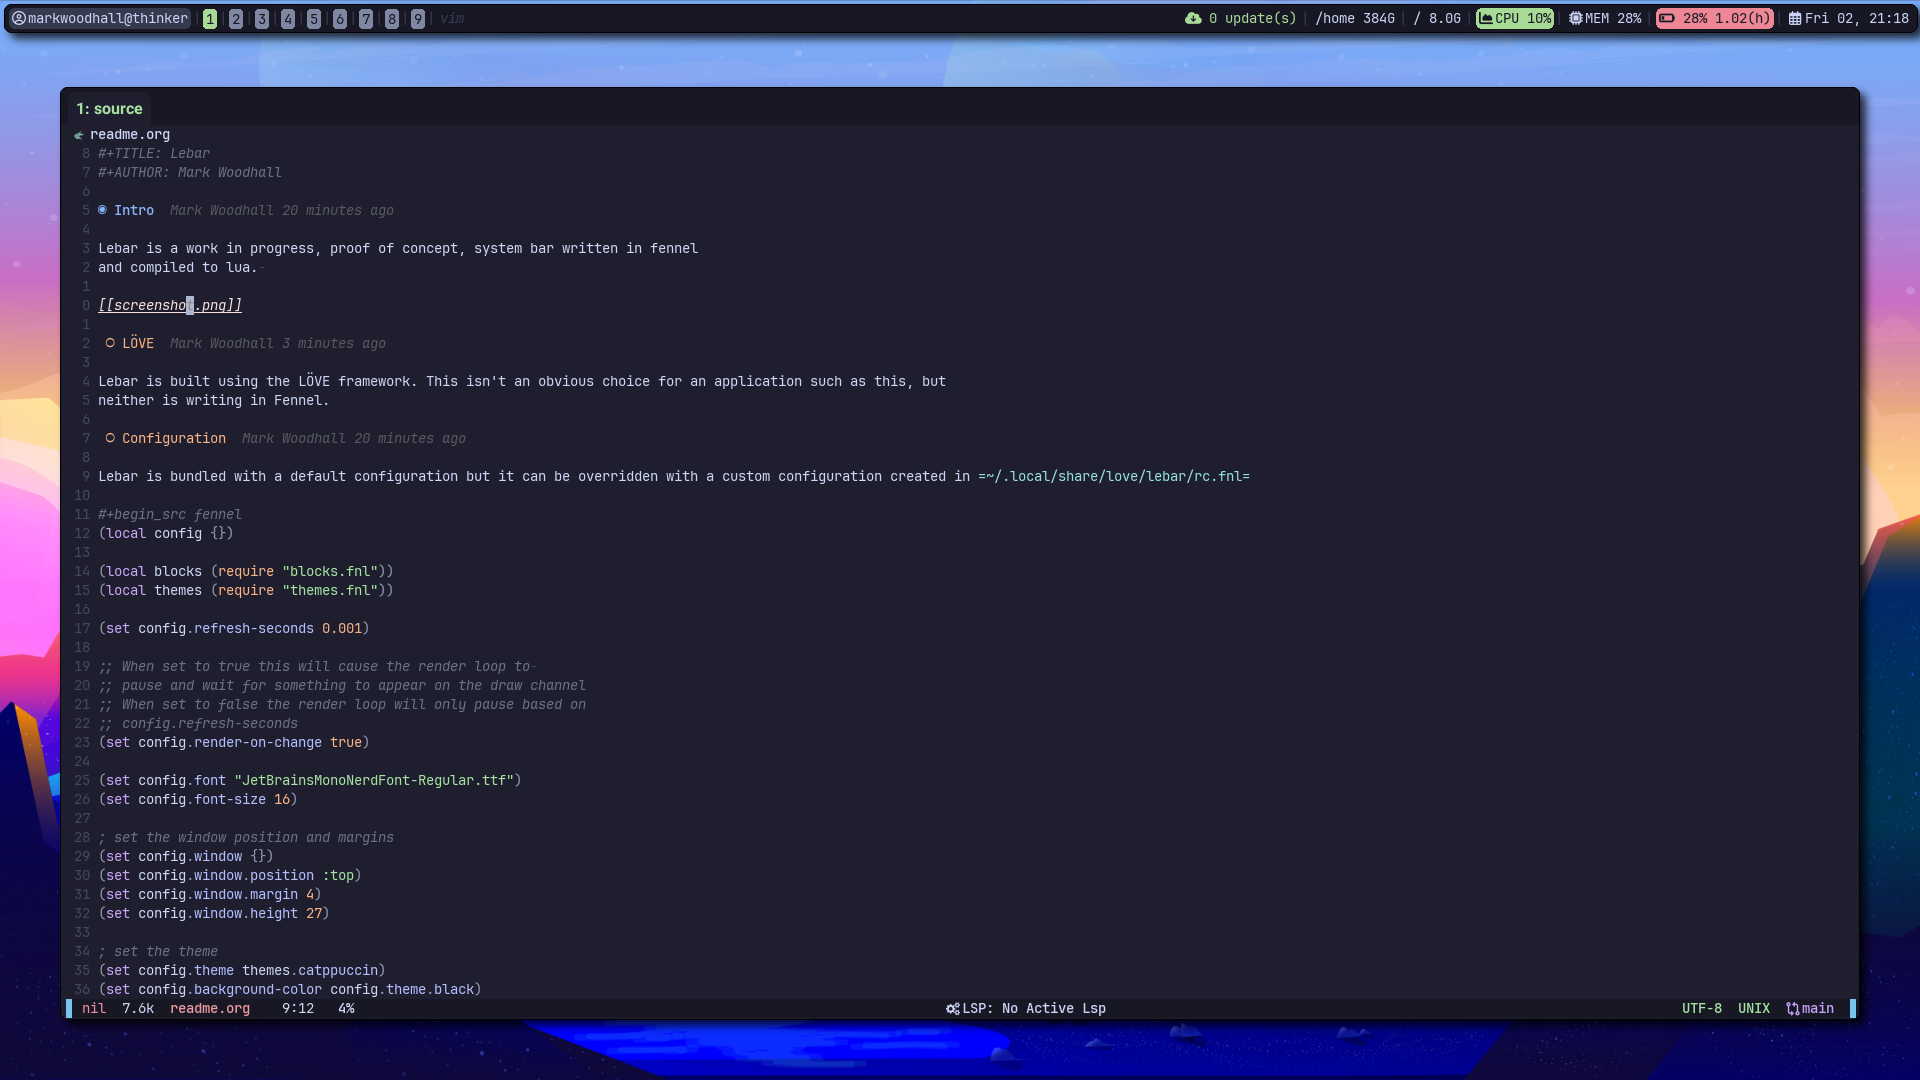 markwoodhall@thinker 1 2 3 4 5 6 7 8 9 vim 0 update(s) /home 384G / 8.0G CPU 10% MEM 28% 28% 1.02(h) Fri 02, 21:18
1: source
readme.org
8 #+TITLE: Lebar
7 #+AUTHOR: Mark Woodhall
6
5 Intro Mark Woodhall 20 minutes ago
4
3 Lebar is a work in progress, proof of concept, system bar written in fennel
2 and compiled to lua.-
1
0 [[screenshot.png]]
1
2 LÖVE Mark Woodhall 3 minutes ago
3
4 Lebar is built using the LÖVE framework. This isn't an obvious choice for an application such as this, but
5 neither is writing in Fennel.
6
7 Configuration Mark Woodhall 20 minutes ago
8
9 Lebar is bundled with a default configuration but it can be overridden with a custom configuration created in =~/.local/share/love/lebar/rc.fnl=
10
11 #+begin_src fennel
12 (local config {})
13
14 (local blocks (require "blocks.fnl"))
15 (local themes (require "themes.fnl"))
16
17 (set config.refresh-seconds 0.001)
18
19 ;; When set to true this will cause the render loop to-
20 ;; pause and wait for something to appear on the draw channel
21 ;; When set to false the render loop will only pause based on
22 ;; config.refresh-seconds
23 (set config.render-on-change true)
24
25 (set config.font "JetBrainsMonoNerdFont-Regular.ttf")
26 (set config.font-size 16)
27
28 ; set the window position and margins
29 (set config.window {})
30 (set config.window.position :top)
31 (set config.window.margin 4)
32 (set config.window.height 27)
33
34 ; set the theme
35 (set config.theme themes.catppuccin)
36 (set config.background-color config.theme.black)
nil 7.6k readme.org 9:12 4% LSP: No Active Lsp UTF-8 UNIX main